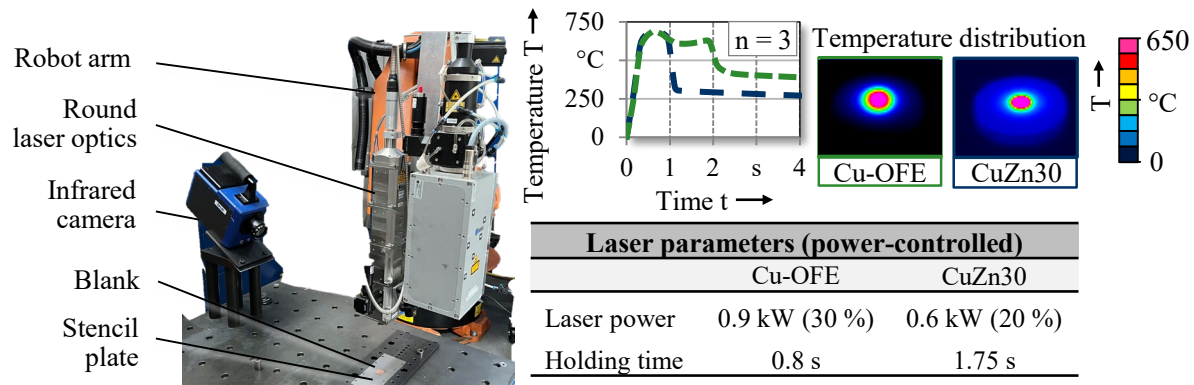 Robot arm
Round
laser optics
Infrared
camera
Blank
Stencil
plate
Temperature T
750
°C
250
0
n = 3
0 1 2 s 4
Time t
Temperature distribution
Cu-OFE
CuZn30
T
650
°C
0
Laser parameters (power-controlled)
Cu-OFE CuZn30
Laser power 0.9 kW (30 %) 0.6 kW (20 %)
Holding time 0.8 s 1.75 s